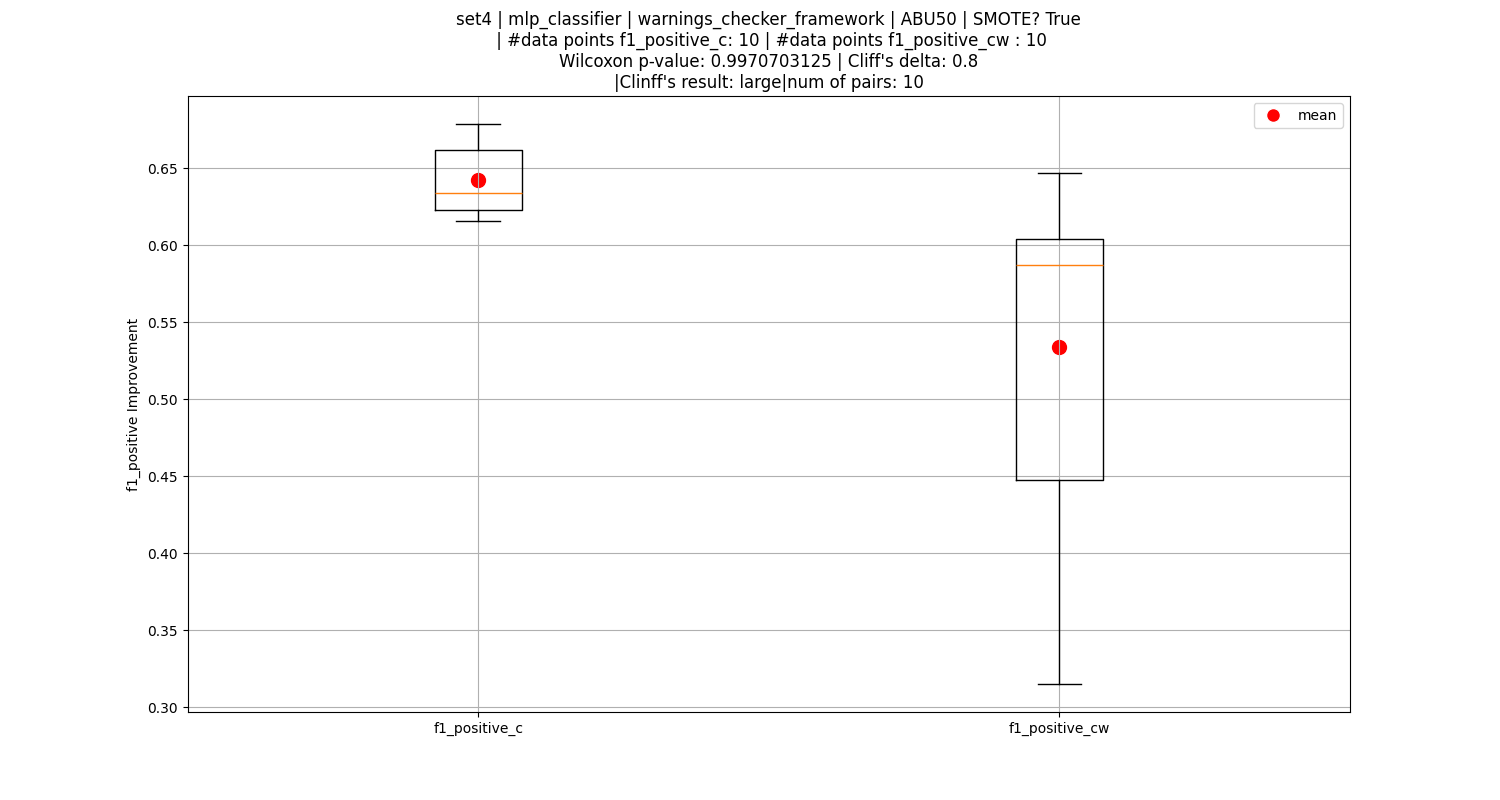 set4 | mlp_classifier | warnings_checker_framework | ABU50 | SMOTE? True
| #data points f1_positive_c: 10 | #data points f1_positive_cw : 10
Wilcoxon p-value: 0.9970703125 | Cliff's delta: 0.8
|Clinff's result: large|num of pairs: 10
mean
f1_positive Improvement
0.65
0.60
0.55
0.50
0.45
0.40
0.35
0.30
f1_positive_c
f1_positive_cw